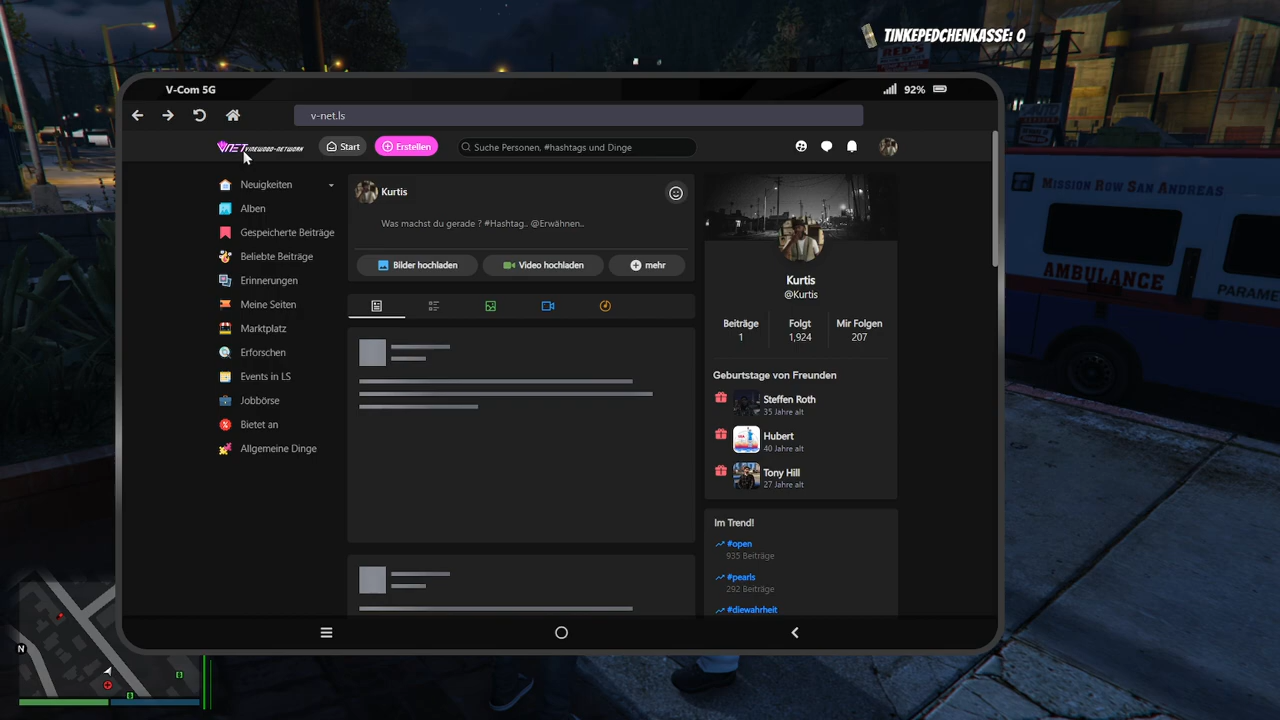 TINKEPEDCHENKASSE: 0
V-Com 5G
92%
v-net.ls
VNET VINEWOOD-NETWORK
Start
Erstellen
Suche Personen, #hashtags und Dinge
Neuigkeiten
Alben
Gespeicherte Beiträge
Beliebte Beiträge
Erinnerungen
Meine Seiten
Marktplatz
Erforschen
Events in LS
Jobbörse
Bietet an
Allgemeine Dinge
Kurtis
Was machst du gerade ? #Hashtag.. @Erwähnen..
Bilder hochladen
Video hochladen
mehr
Kurtis
@Kurtis
Beiträge
1
Folgt
1,924
Mir Folgen
207
Geburtstage von Freunden
Steffen Roth
35 Jahre alt
Hubert
40 Jahre alt
Tony Hill
27 Jahre alt
Im Trend!
#open
935 Beiträge
#pearls
292 Beiträge
#diewahrheit
MISSION ROW SAN ANDREAS
AMBULANCE
PARAME
RED'S
N